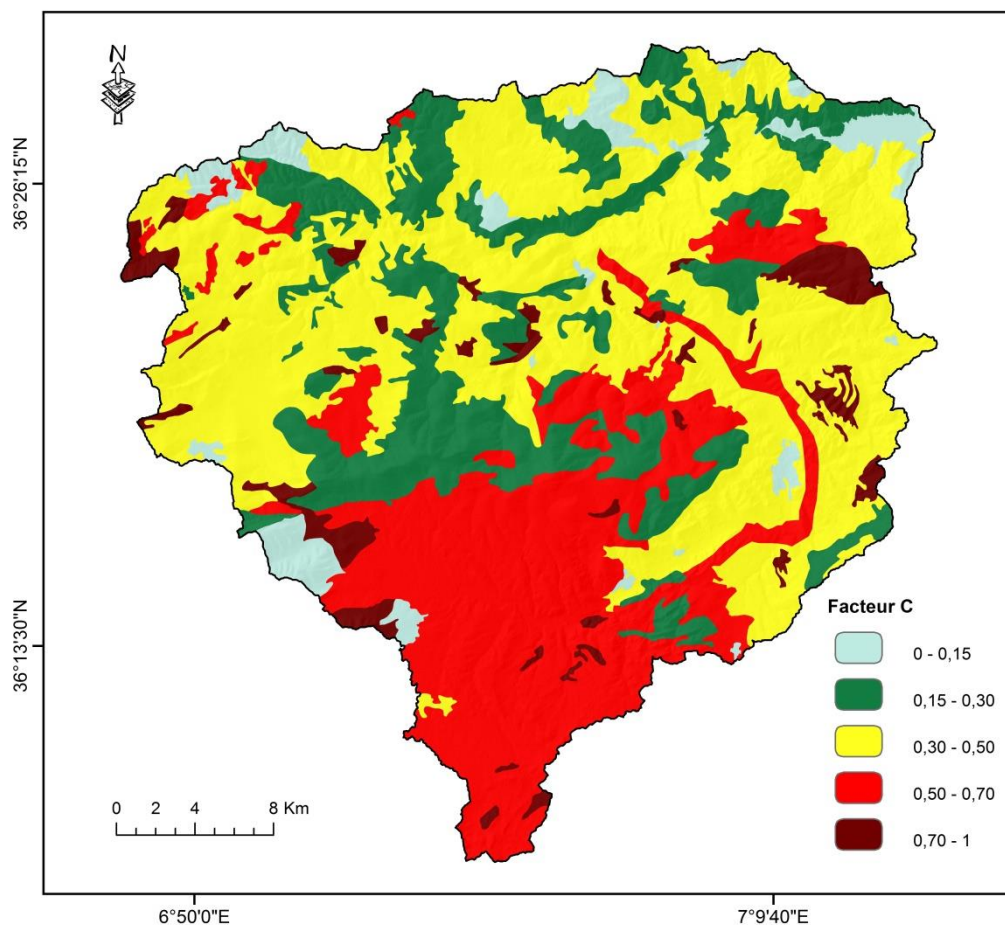 N
36°26'15"N
36°13'30"N
Facteur C
0 - 0,15
0,15 - 0,30
0,30 - 0,50
0,50 - 0,70
0,70 - 1
0 2 4 8 Km
6°50'0"E 7°9'40"E